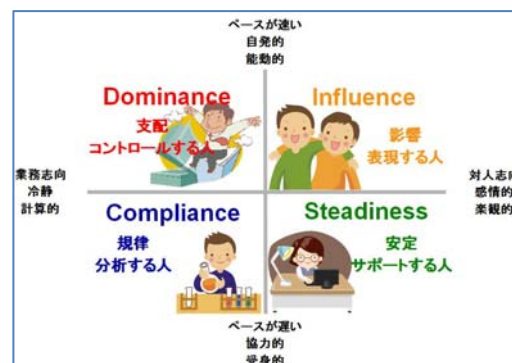 ペースが速い
自発的
能動的
Dominance
支配
コントロールする人
Influence
影響
表現する人
業務志向
冷静
計算的
対人志向
感情的
楽観的
Compliance
規律
分析する人
Steadiness
安定
サポートする人
ペースが遅い
協力的
受身的